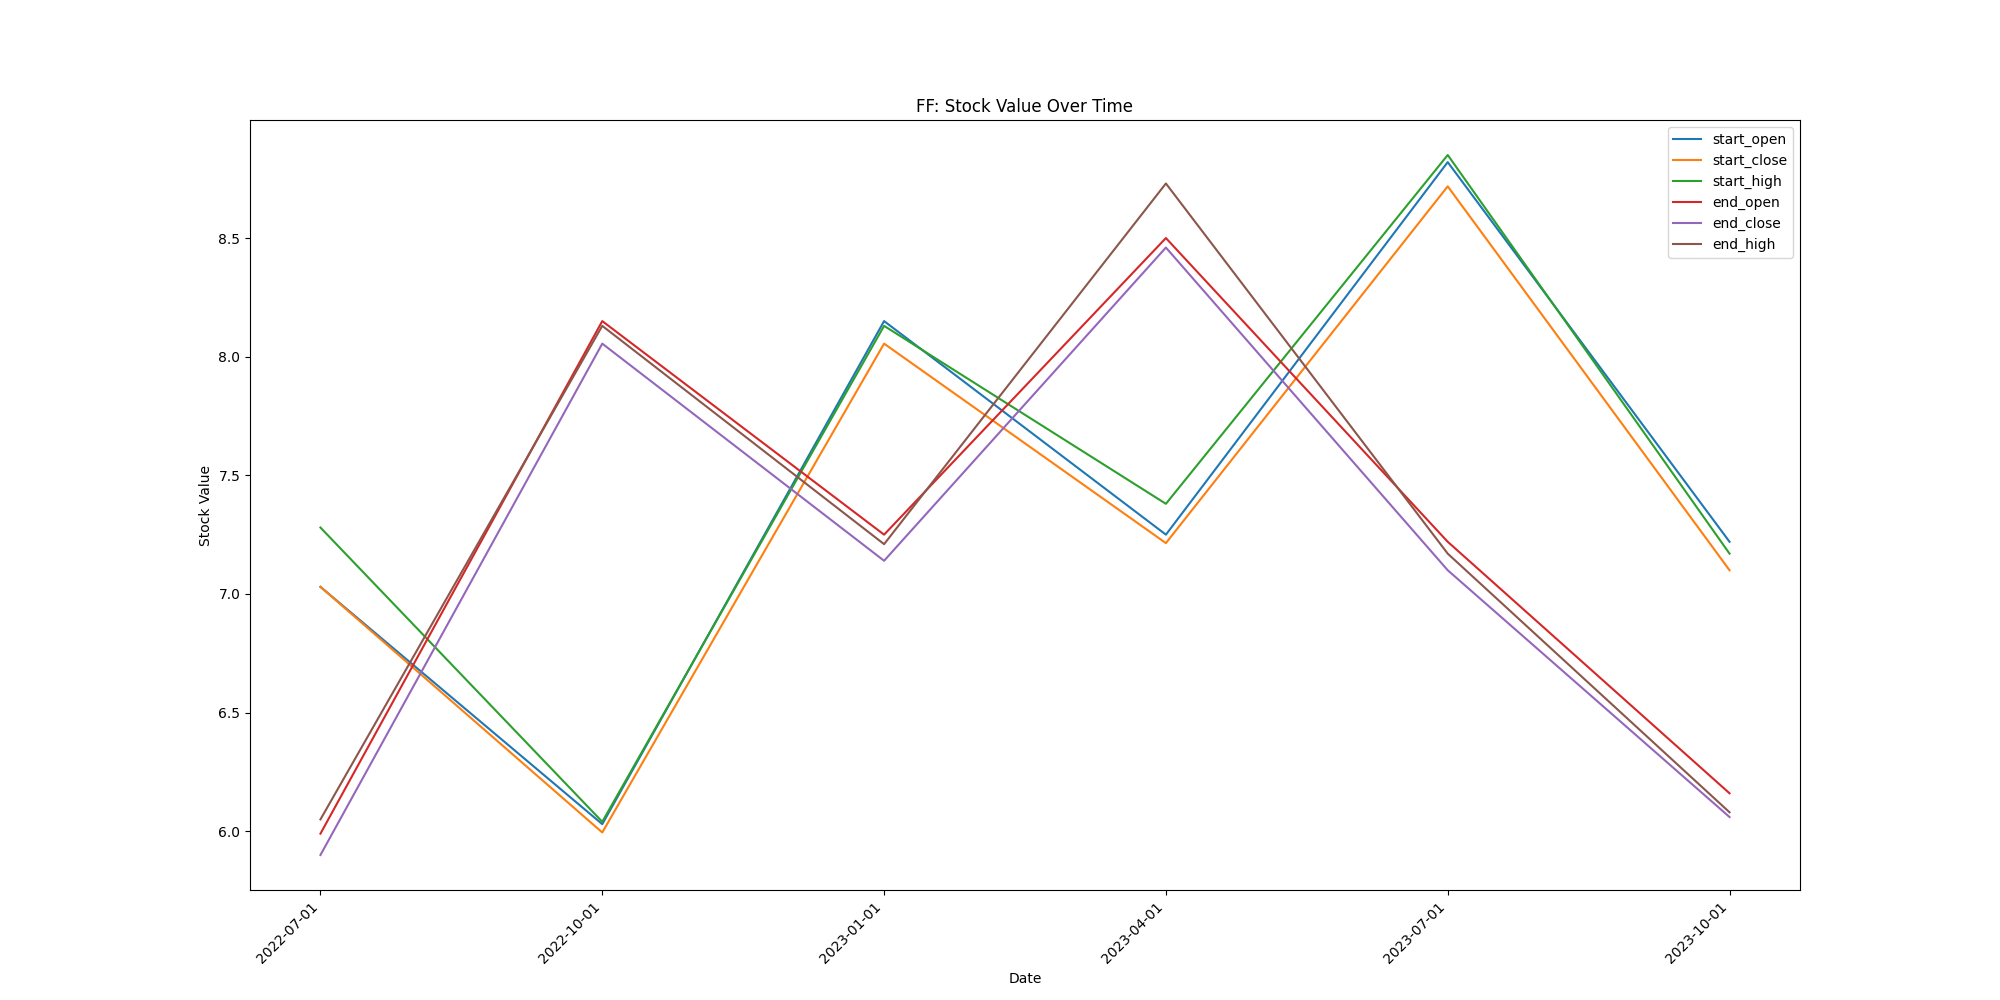 FF: Stock Value Over Time
start_open
start_close
start_high
end_open
end_close
end_high
Stock Value
8.5
8.0
7.5
7.0
6.5
6.0
2022-07-01
2022-10-01
2023-01-01
2023-04-01
2023-07-01
2023-10-01
Date